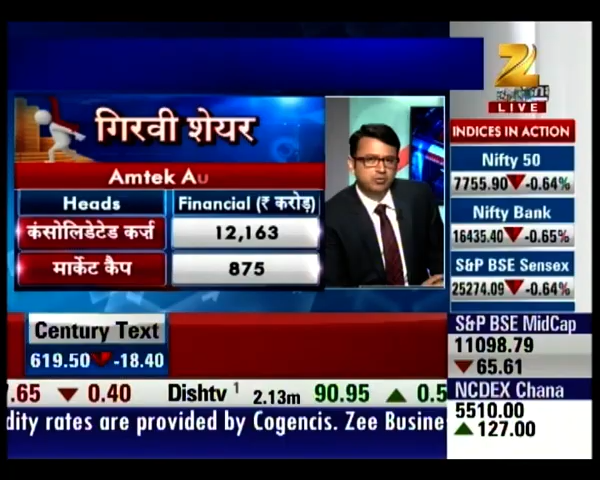 LIVE
गिरवी शेयर
INDICES IN ACTION
Nifty 50
7755.90 -0.64%
Amtek Au
Heads Financial (₹ करोड़)
Nifty Bank
16435.40 -0.65%
कंसोलिडेटेड कर्ज 12,163
मार्केट कैप 875
S&P BSE Sensex
25274.09 -0.64%
Century Text
619.50 -18.40
S&P BSE MidCap
11098.79
65.61
7.65 0.40 Dishtv 1 2.13m 90.95 0.5
NCDEX Chana
5510.00
127.00
dity rates are provided by Cogencis. Zee Busine